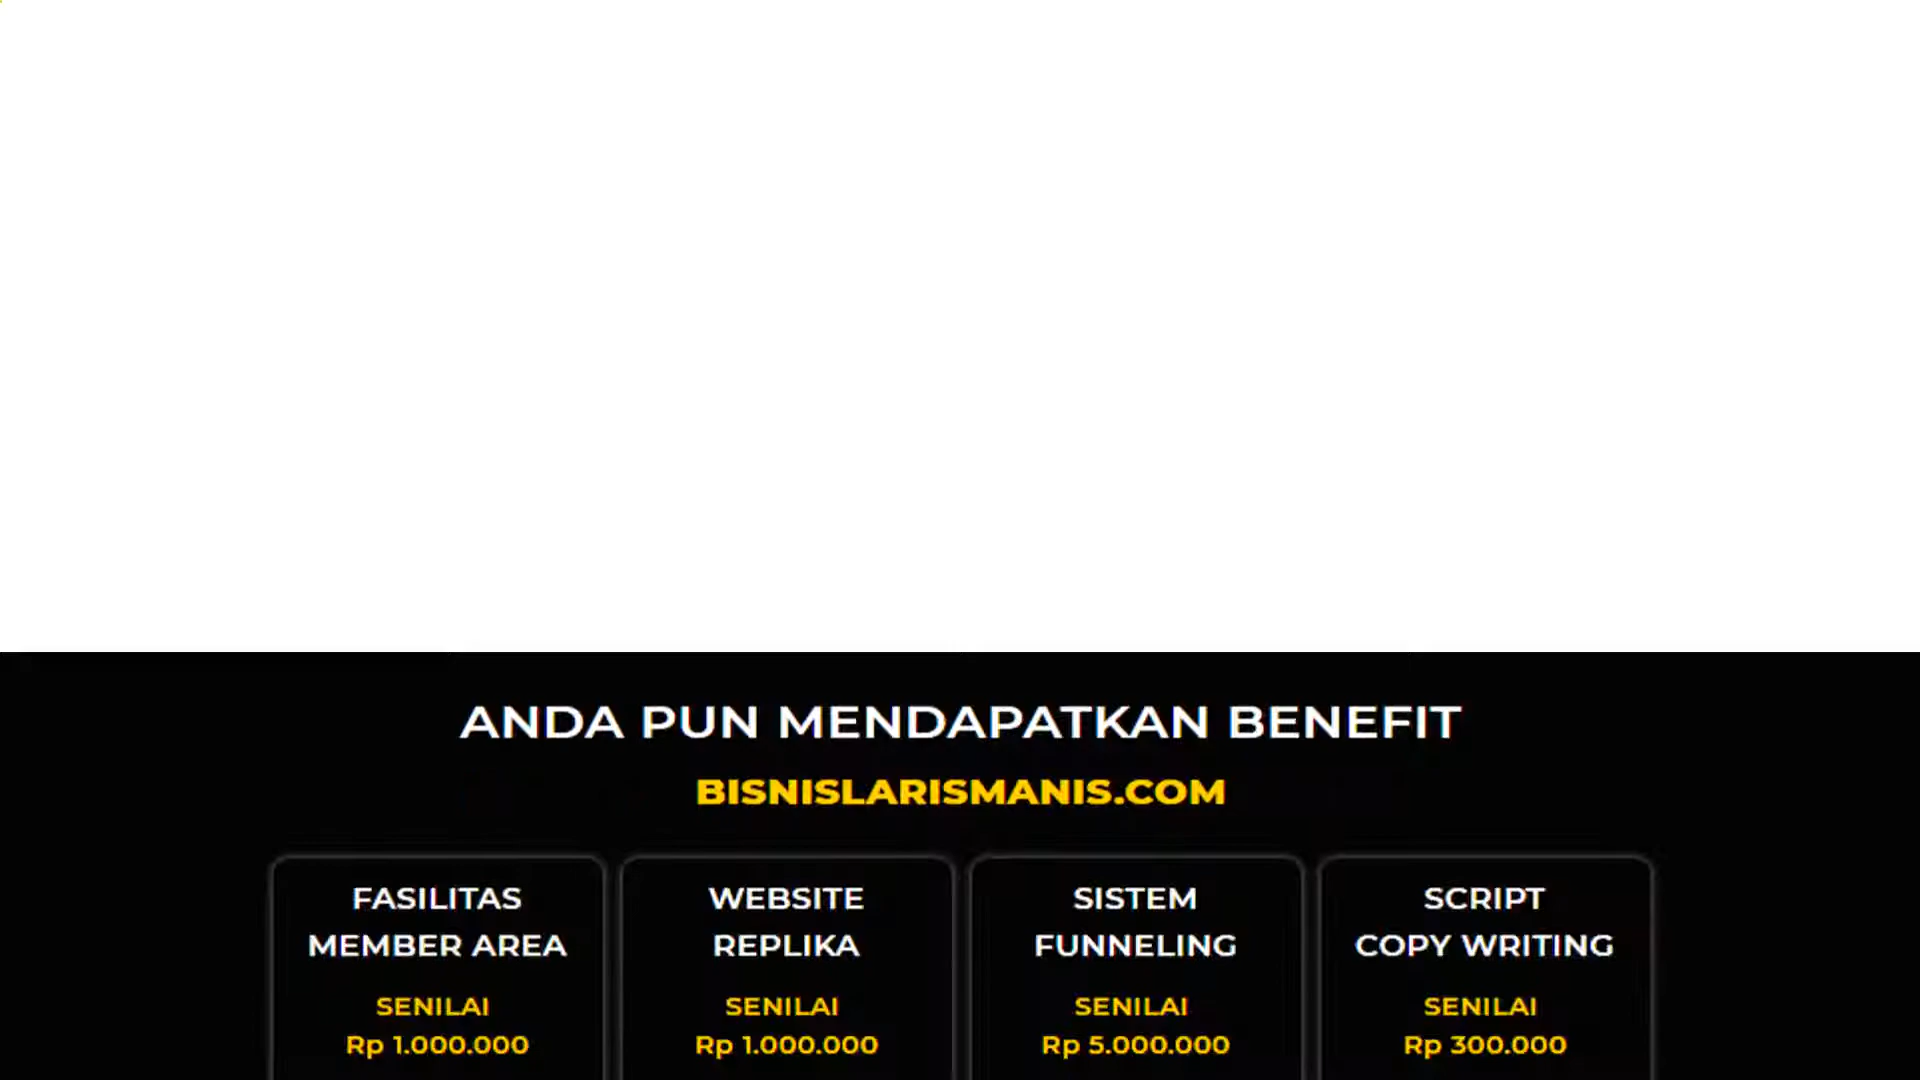 ANDA PUN MENDAPATKAN BENEFIT
BISNISLARISMANIS.COM
FASILITAS
MEMBER AREA
SENILAI
Rp 1.000.000
WEBSITE
REPLIKA
SENILAI
Rp 1.000.000
SISTEM
FUNNELING
SENILAI
Rp 5.000.000
SCRIPT
COPY WRITING
SENILAI
Rp 300.000